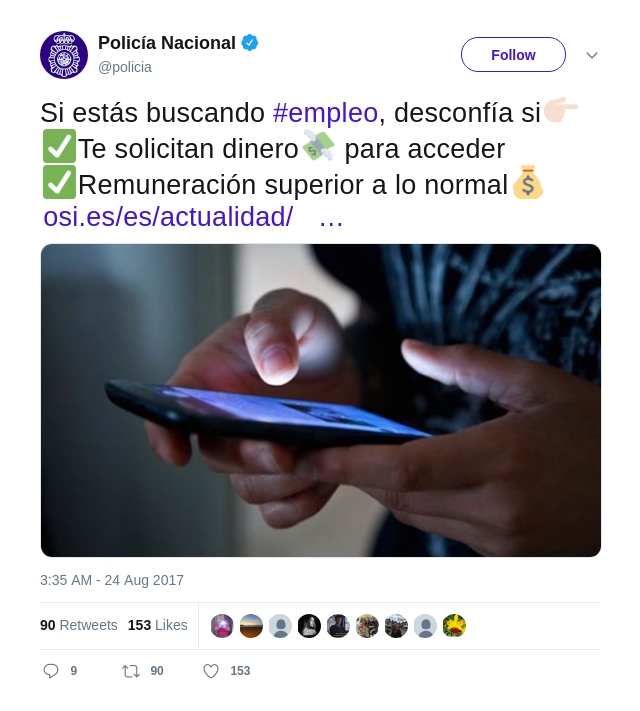 Policía Nacional
@policia
Follow
Si estás buscando #empleo, desconfía si👉🏻
✅Te solicitan dinero💸 para acceder
✅Remuneración superior a lo normal💰
osi.es/es/actualidad/ …
3:35 AM - 24 Aug 2017
90 Retweets 153 Likes
9 90 153